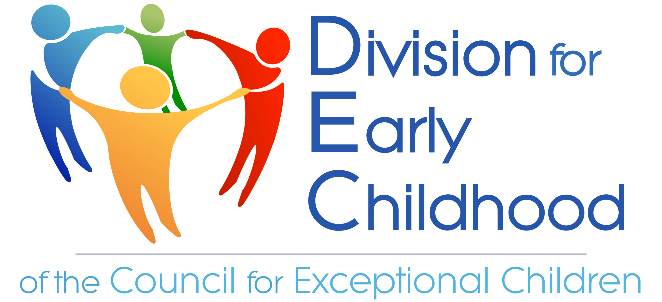 Division for
Early
Childhood
of the Council for Exceptional Children